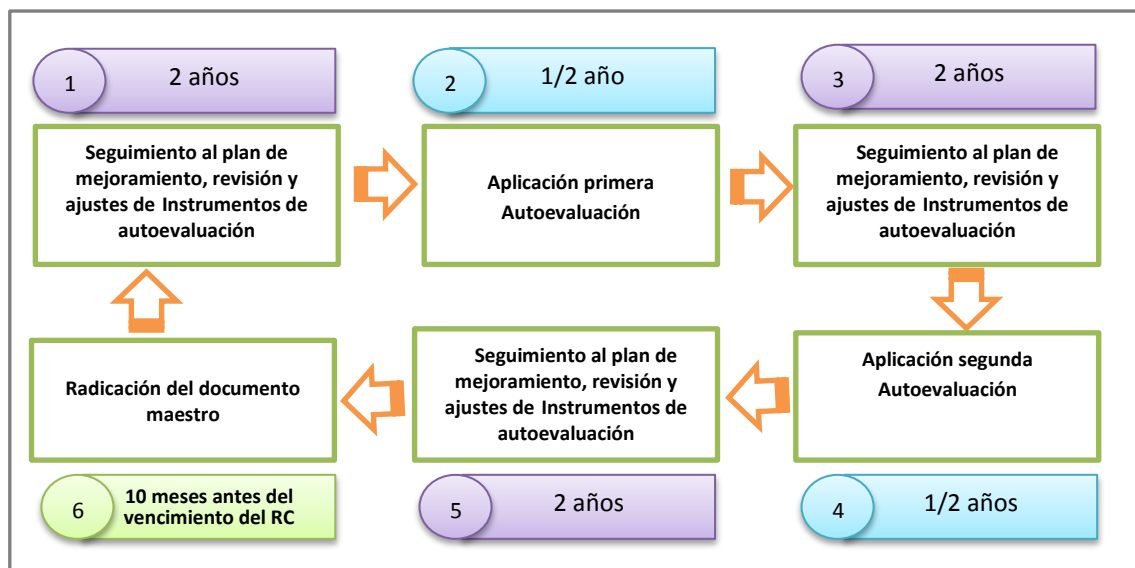 1
2 años
2
1/2 año
3
2 años
Seguimiento al plan de
mejoramiento, revisión y
ajustes de Instrumentos de
autoevaluación
Aplicación primera
Autoevaluación
Seguimiento al plan de
mejoramiento, revisión y
ajustes de Instrumentos de
autoevaluación
Radicación del documento
maestro
Seguimiento al plan de
mejoramiento, revisión y
ajustes de Instrumentos de
autoevaluación
Aplicación segunda
Autoevaluación
6
10 meses antes del
vencimiento del RC
5
2 años
4
1/2 años